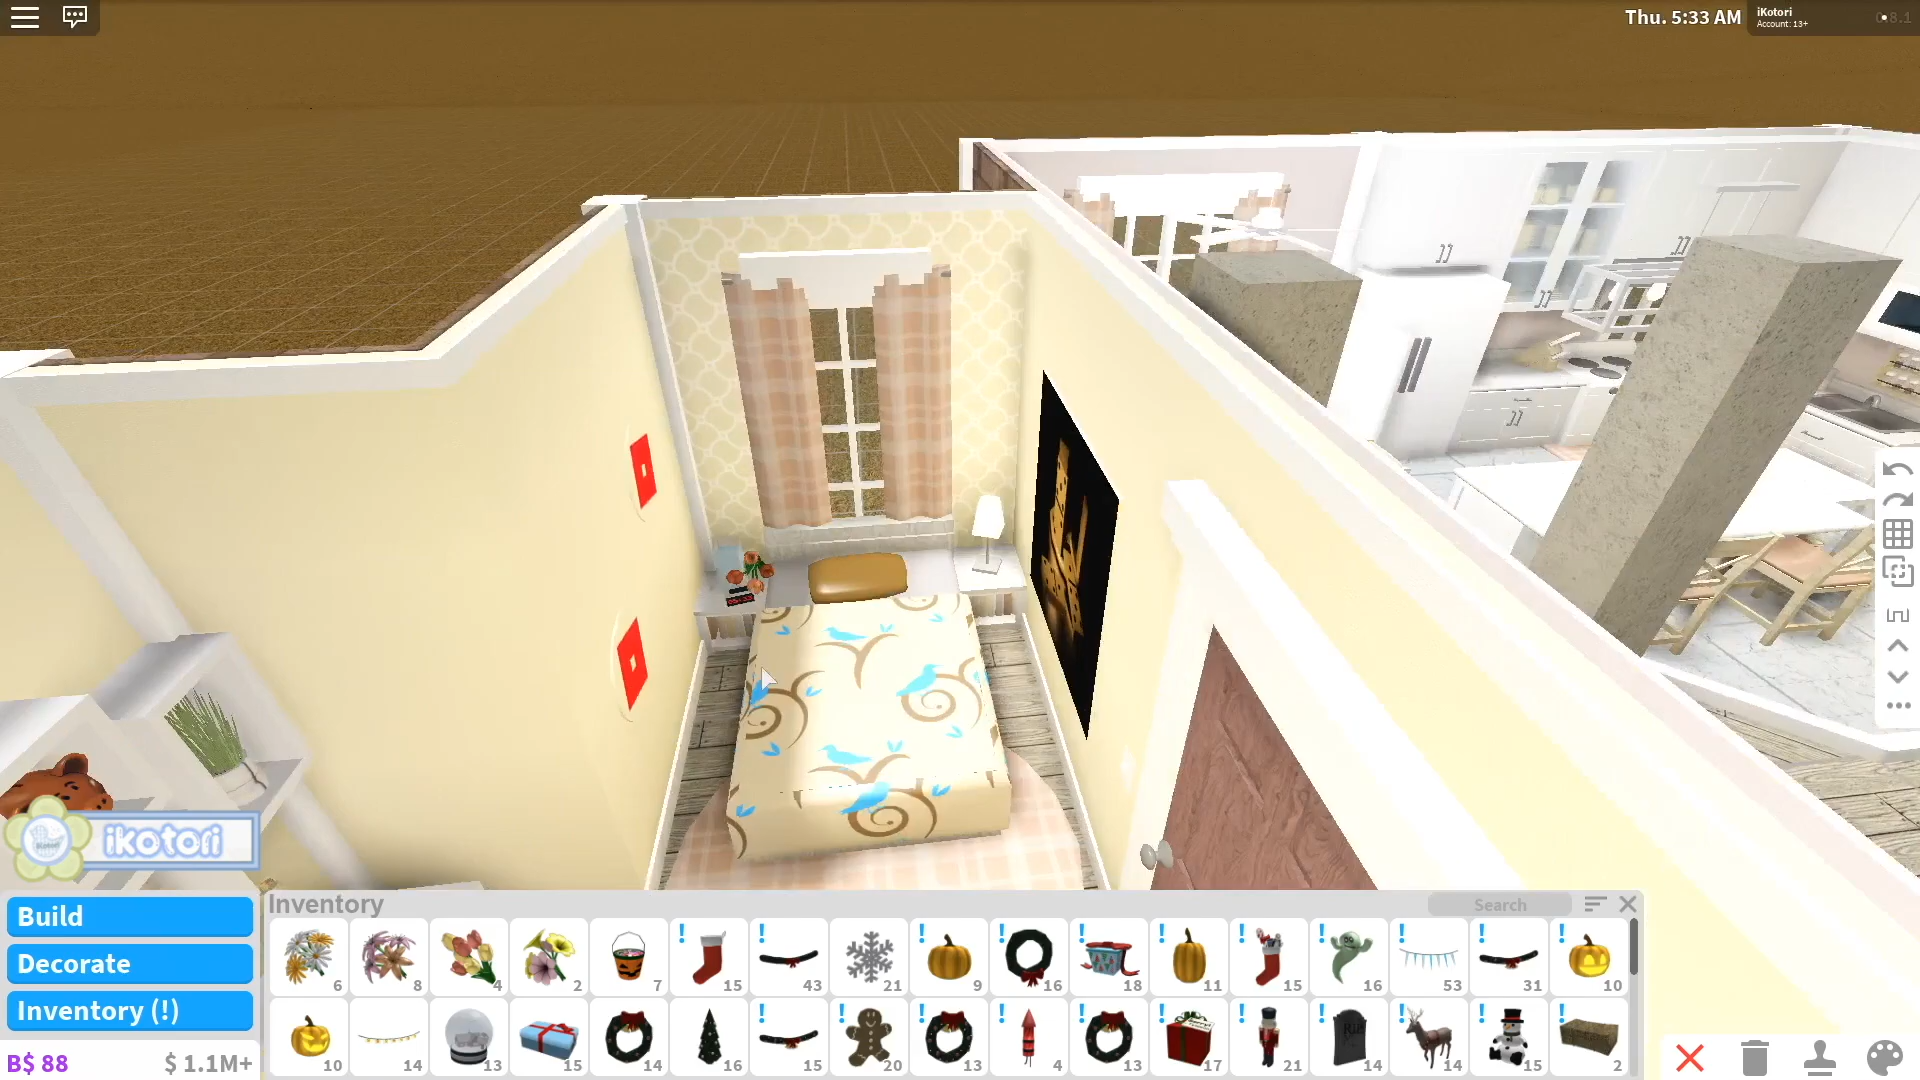 Thu. 5:33 AM
iKotori
Account: 13+
ikotori
Build
Decorate
Inventory (!)
B$ 88
$ 1.1M+
Inventory
Search
6 8 4 2 7 ! 15 ! 43 21 ! 9 ! 16 ! 18 ! 11 ! 15 ! 16 ! 53 ! 31 ! 10
10 14 13 15 14 16 ! 15 ! 20 ! 13 ! 4 ! 13 ! 17 ! 21 ! 14 ! 14 ! 15 ! 2